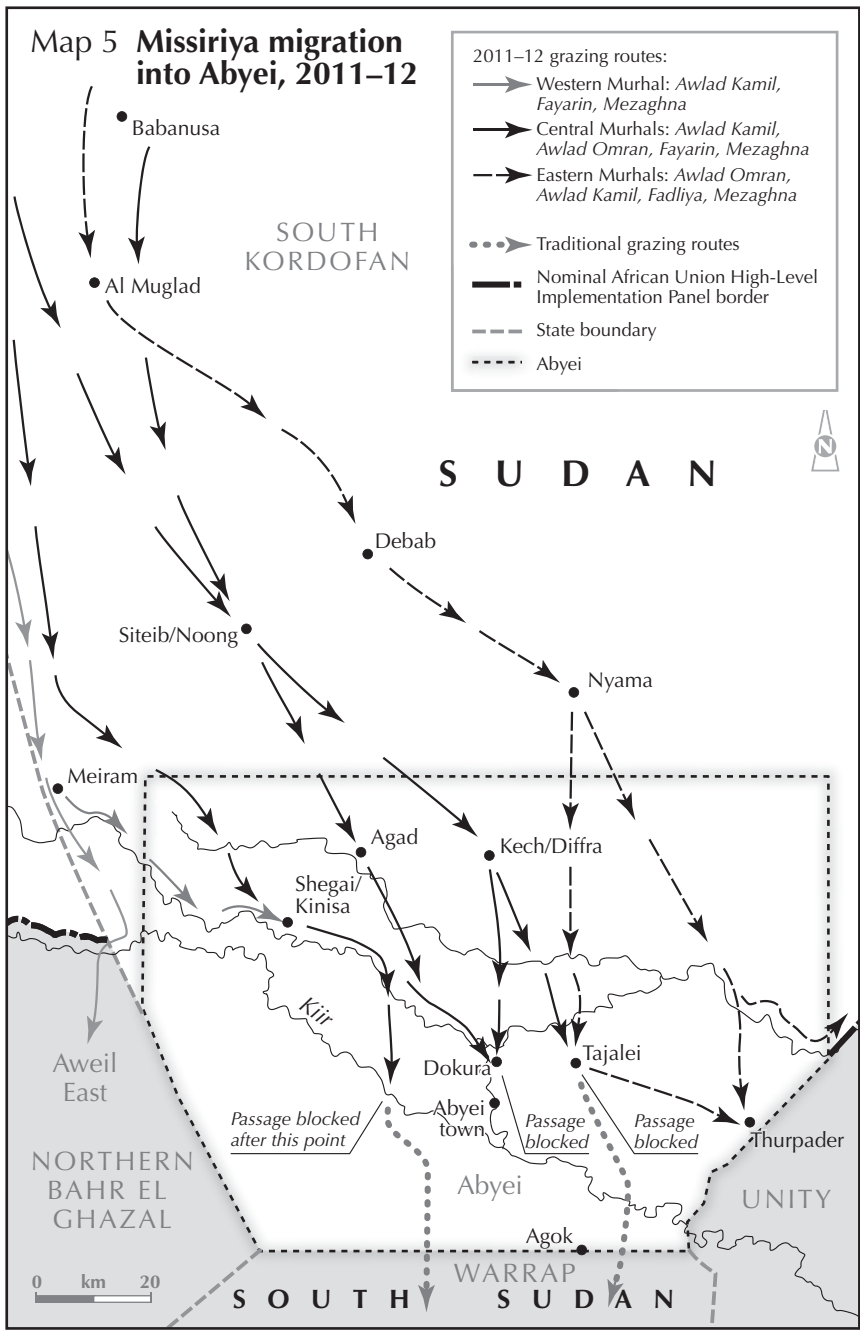 Map 5 Missiriya migration
into Abyei, 2011–12
2011–12 grazing routes:
Western Murhal: Awlad Kamil,
Fayarin, Mezaghna
Central Murhals: Awlad Kamil,
Awlad Omran, Fayarin, Mezaghna
Eastern Murhals: Awlad Omran,
Awlad Kamil, Fadliya, Mezaghna
Traditional grazing routes
Nominal African Union High-Level
Implementation Panel border
State boundary
Abyei
Babanusa
SOUTH
KORDOFAN
Al Muglad
N
SUDAN
Debab
Siteib/Noong
Nyama
Meiram
Agad
Kech/Diffra
Shegai/
Kinisa
Kiir
Aweil
East
Dokura
Tajalei
Abyei
town
Passage blocked
after this point
Passage
blocked
Passage
blocked
Thurpader
NORTHERN
BAHR EL
GHAZAL
Abyei
UNITY
Agok
WARRAP
0 km 20
SOUTH SUDAN